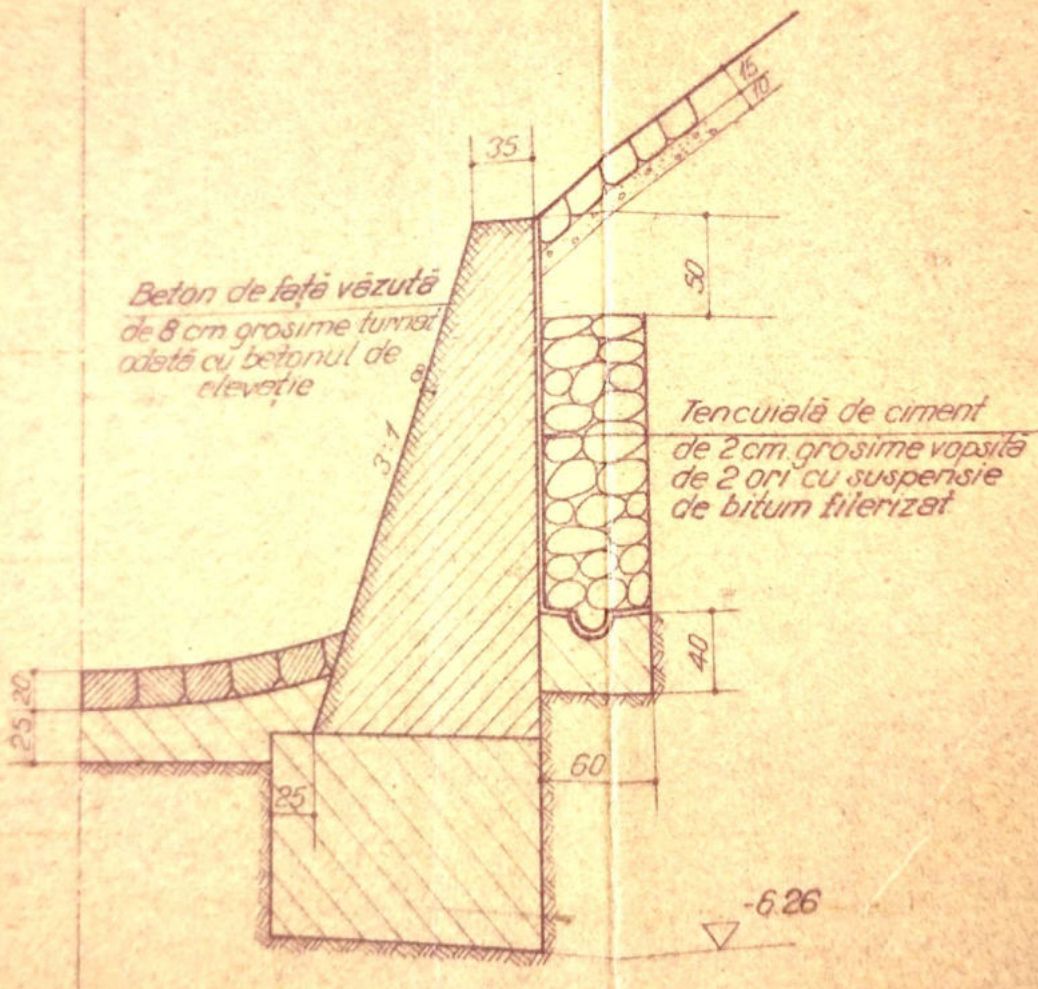 15
10
35
50
Beton de față văzută
de 8 cm grosime turnat
odată cu betonul de
elevație
8
3:1
Tencuială de ciment
de 2 cm. grosime vopsită
de 2 ori cu suspensie
de bitum filerizat
40
20
25
60
25
-6.26